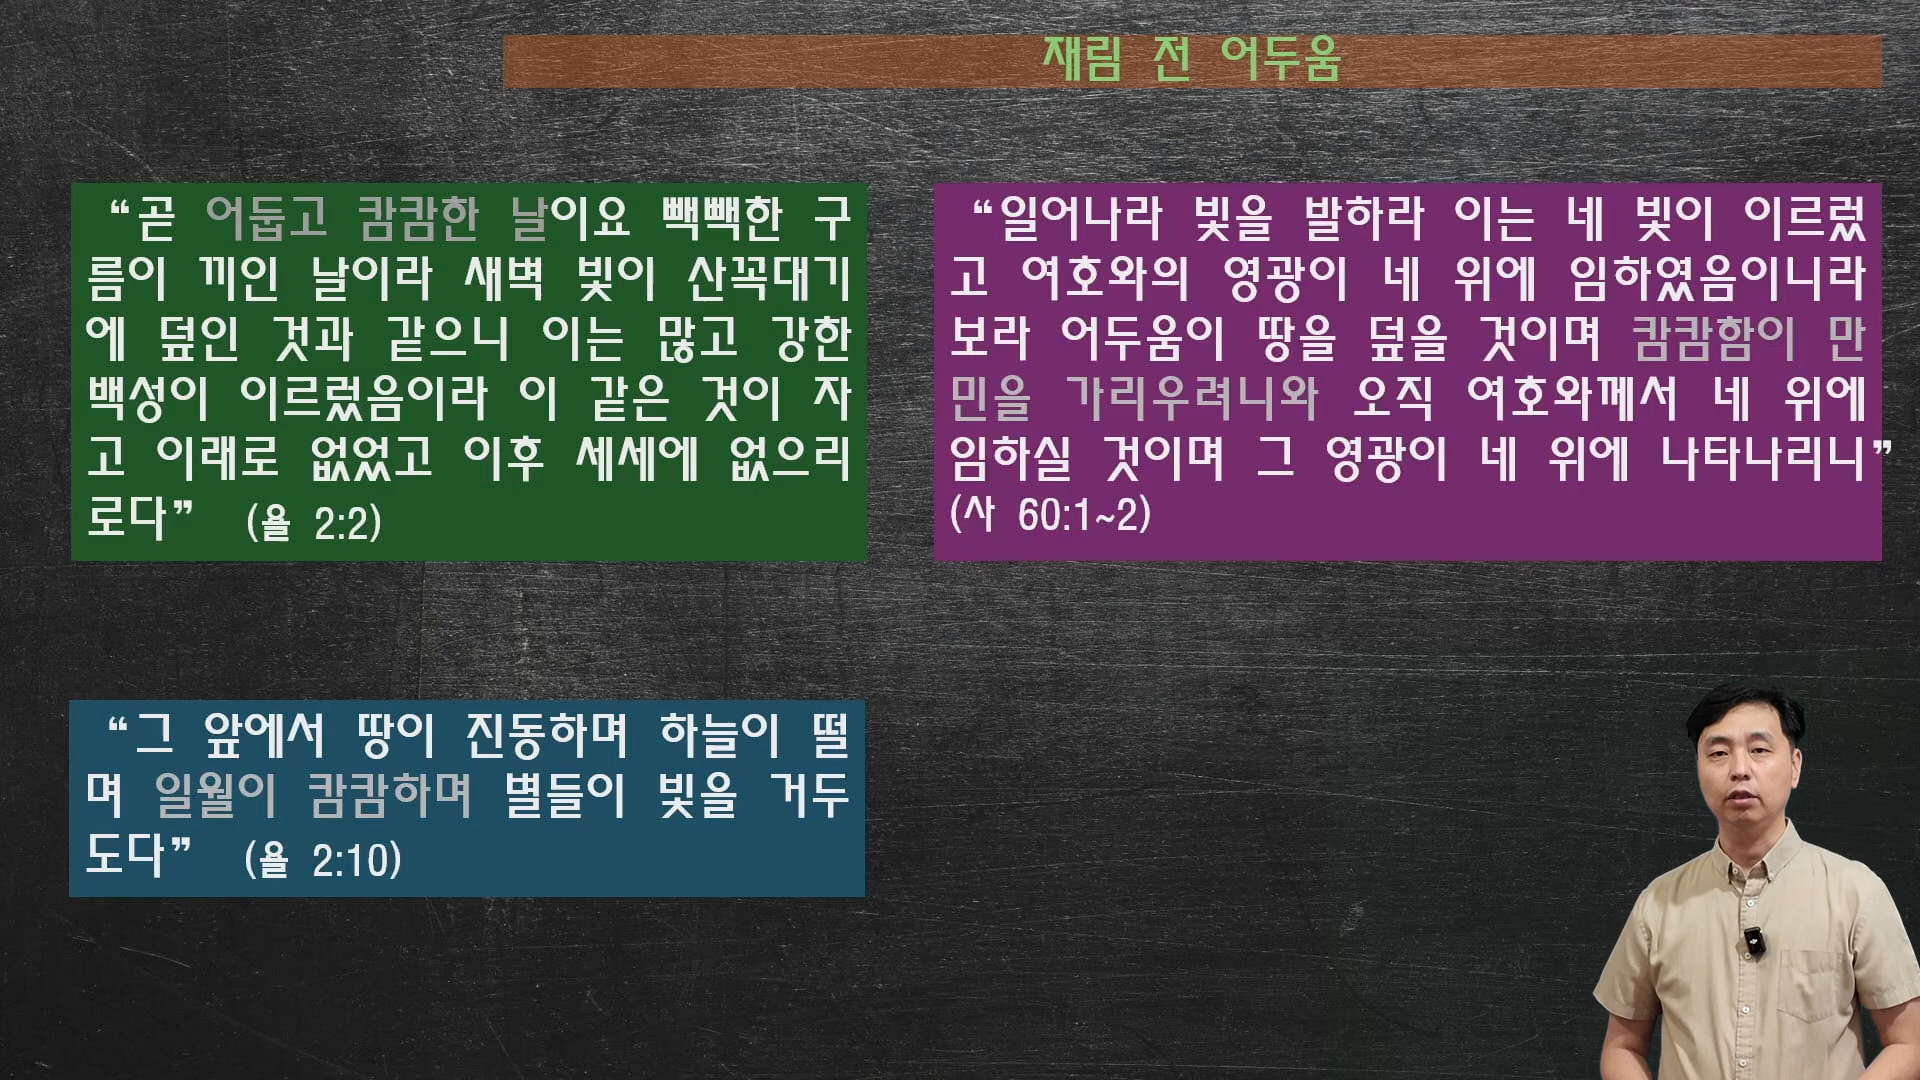 재림 전 어두움
“곧 어둡고 캄캄한 날이요 빽빽한 구
름이 끼인 날이라 새벽 빛이 산꼭대기
에 덮인 것과 같으니 이는 많고 강한
백성이 이르렀음이라 이 같은 것이 자
고 이래로 없었고 이후 세세에 없으리
로다” (욜 2:2)
“일어나라 빛을 발하라 이는 네 빛이 이르렀
고 여호와의 영광이 네 위에 임하였음이니라
보라 어두움이 땅을 덮을 것이며 캄캄함이 만
민을 가리우려니와 오직 여호와께서 네 위에
임하실 것이며 그 영광이 네 위에 나타나리니”
(사 60:1~2)
“그 앞에서 땅이 진동하며 하늘이 떨
며 일월이 캄캄하며 별들이 빛을 거두
도다” (욜 2:10)